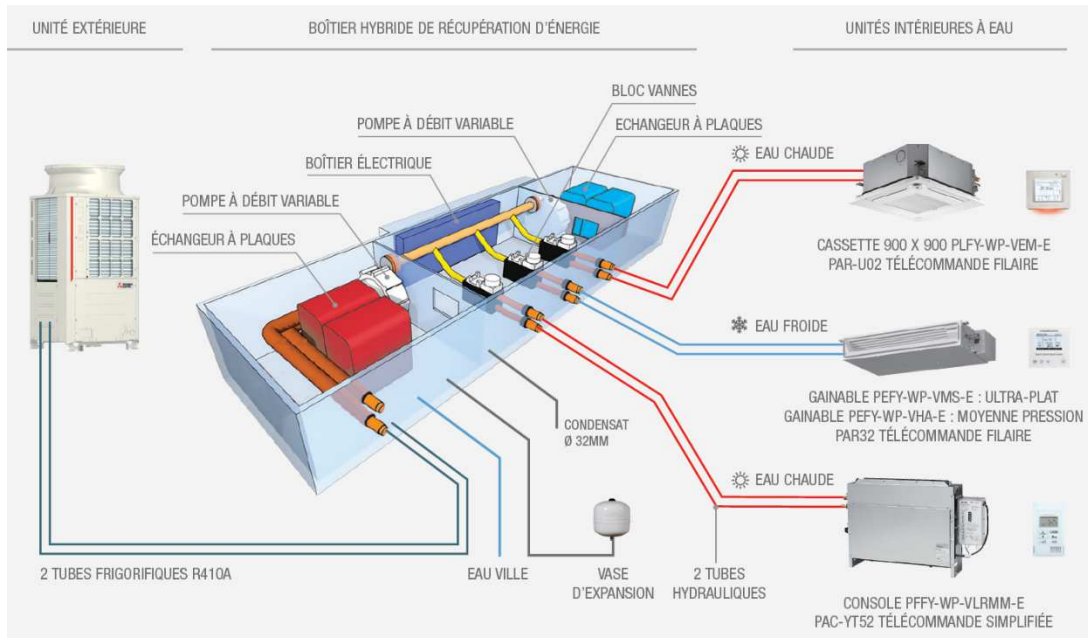 UNITÉ EXTÉRIEURE
BOÎTIER HYBRIDE DE RÉCUPÉRATION D'ÉNERGIE
UNITÉS INTÉRIEURES À EAU
BLOC VANNES
POMPE À DÉBIT VARIABLE
ECHANGEUR À PLAQUES
BOÎTIER ÉLECTRIQUE
POMPE À DÉBIT VARIABLE
ÉCHANGEUR À PLAQUES
EAU CHAUDE
CASSETTE 900 X 900 PLFY-WP-VEM-E
PAR-U02 TÉLÉCOMMANDE FILAIRE
EAU FROIDE
GAINABLE PEFY-WP-VMS-E : ULTRA-PLAT
GAINABLE PEFY-WP-VHA-E : MOYENNE PRESSION
PAR32 TÉLÉCOMMANDE FILAIRE
CONDENSAT
Ø 32MM
EAU CHAUDE
2 TUBES FRIGORIFIQUES R410A
EAU VILLE
VASE
D'EXPANSION
2 TUBES
HYDRAULIQUES
CONSOLE PFFY-WP-VLRMM-E
PAC-YT52 TÉLÉCOMMANDE SIMPLIFIÉE